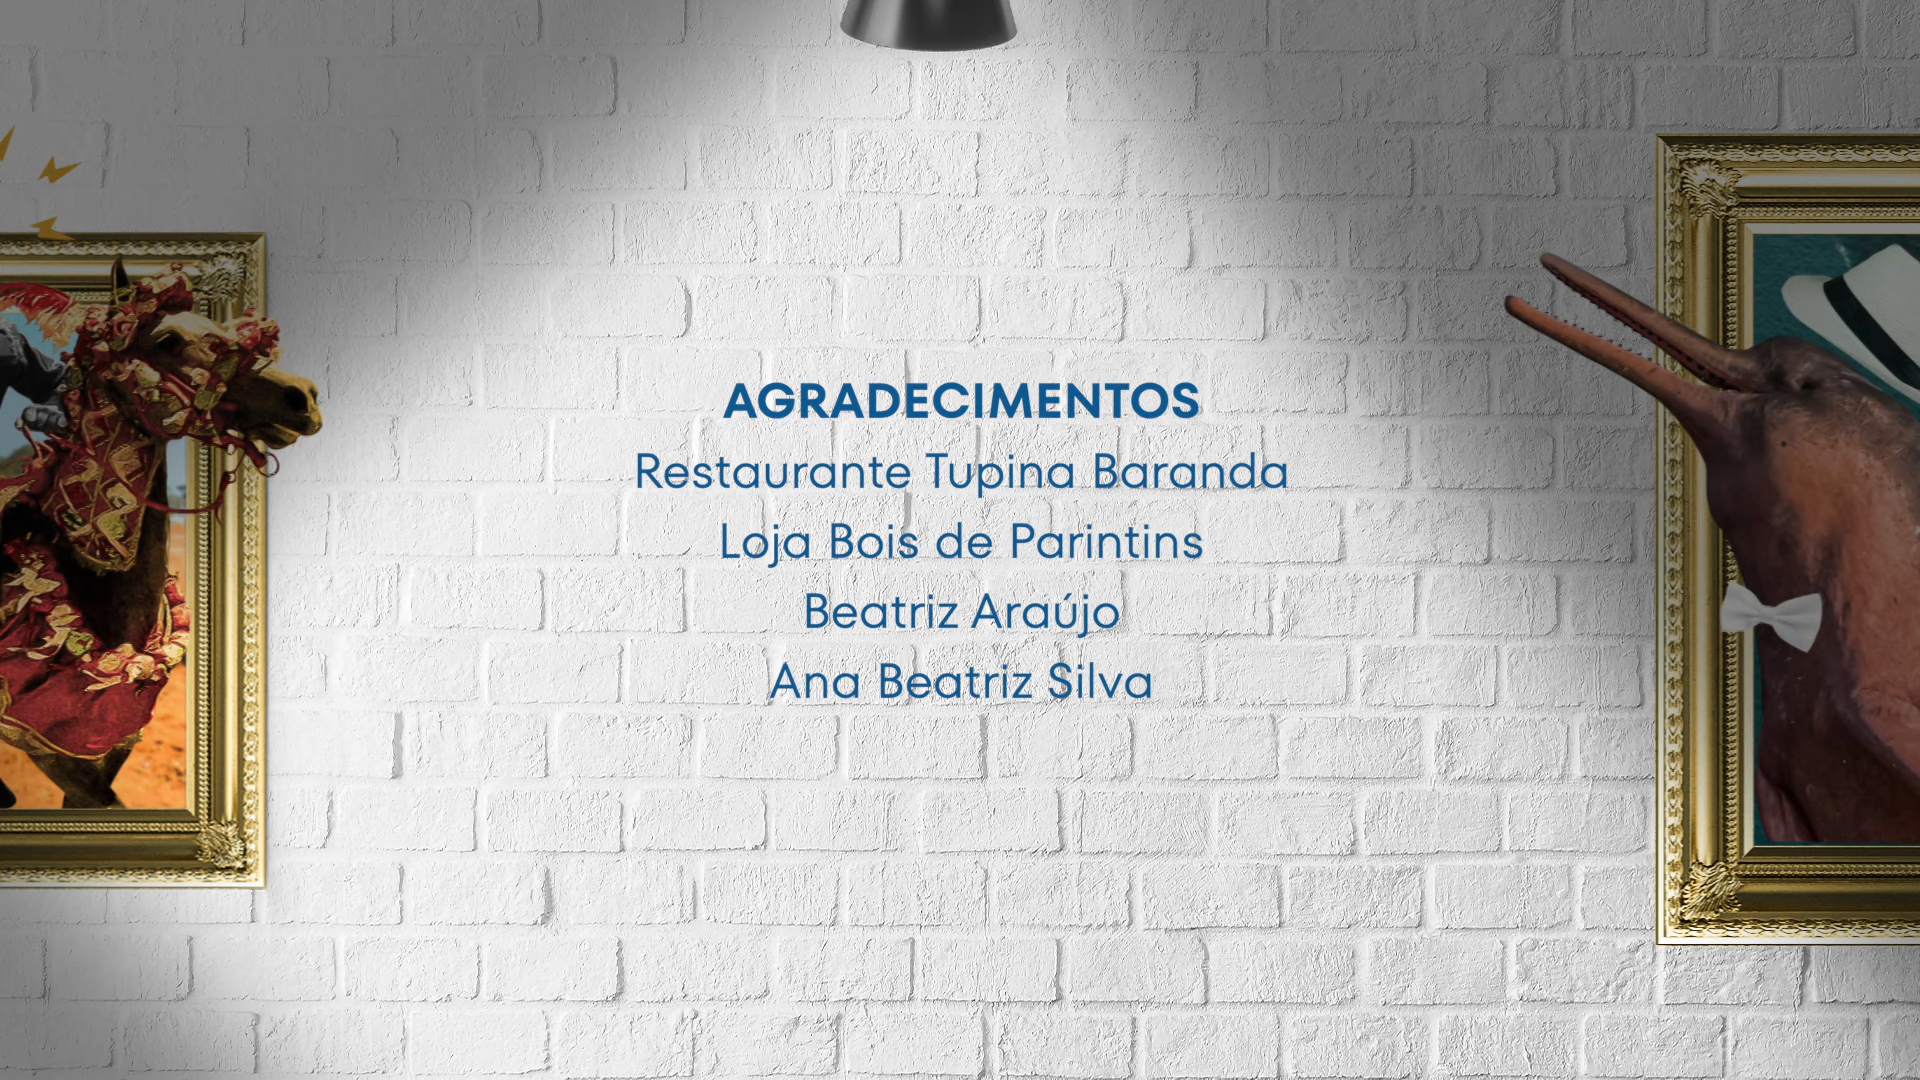 AGRADECIMENTOS
Restaurante Tupina Baranda
Loja Bois de Parintins
Beatriz Araújo
Ana Beatriz Silva